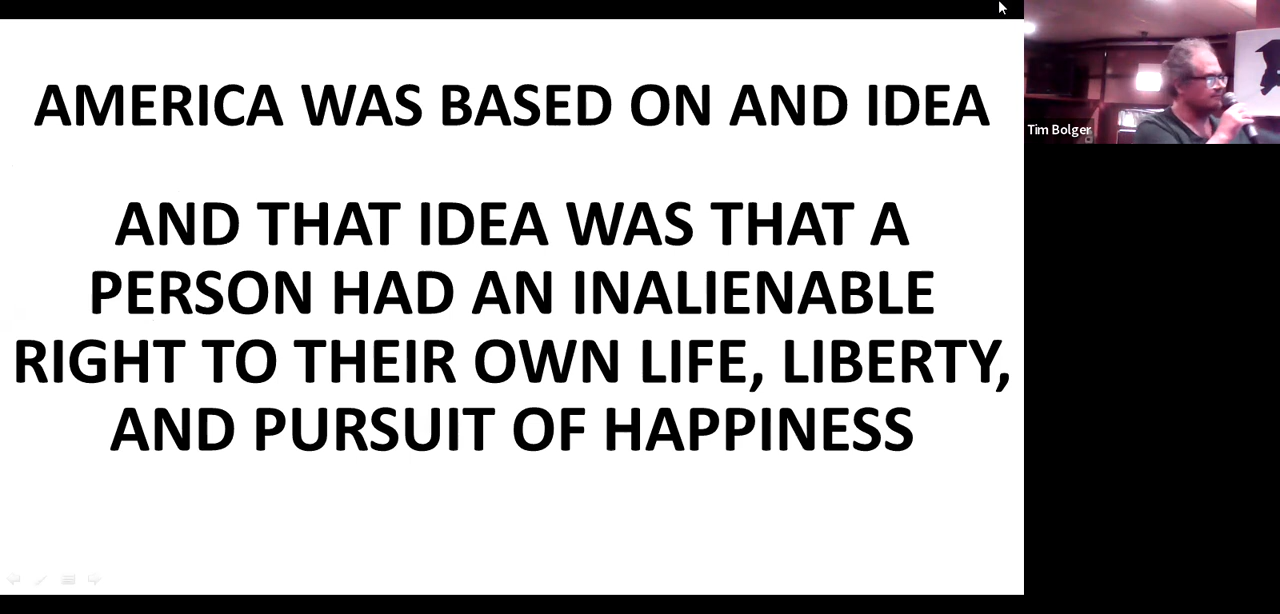 AMERICA WAS BASED ON AND IDEA
AND THAT IDEA WAS THAT A
PERSON HAD AN INALIENABLE
RIGHT TO THEIR OWN LIFE, LIBERTY,
AND PURSUIT OF HAPPINESS
Tim Bolger